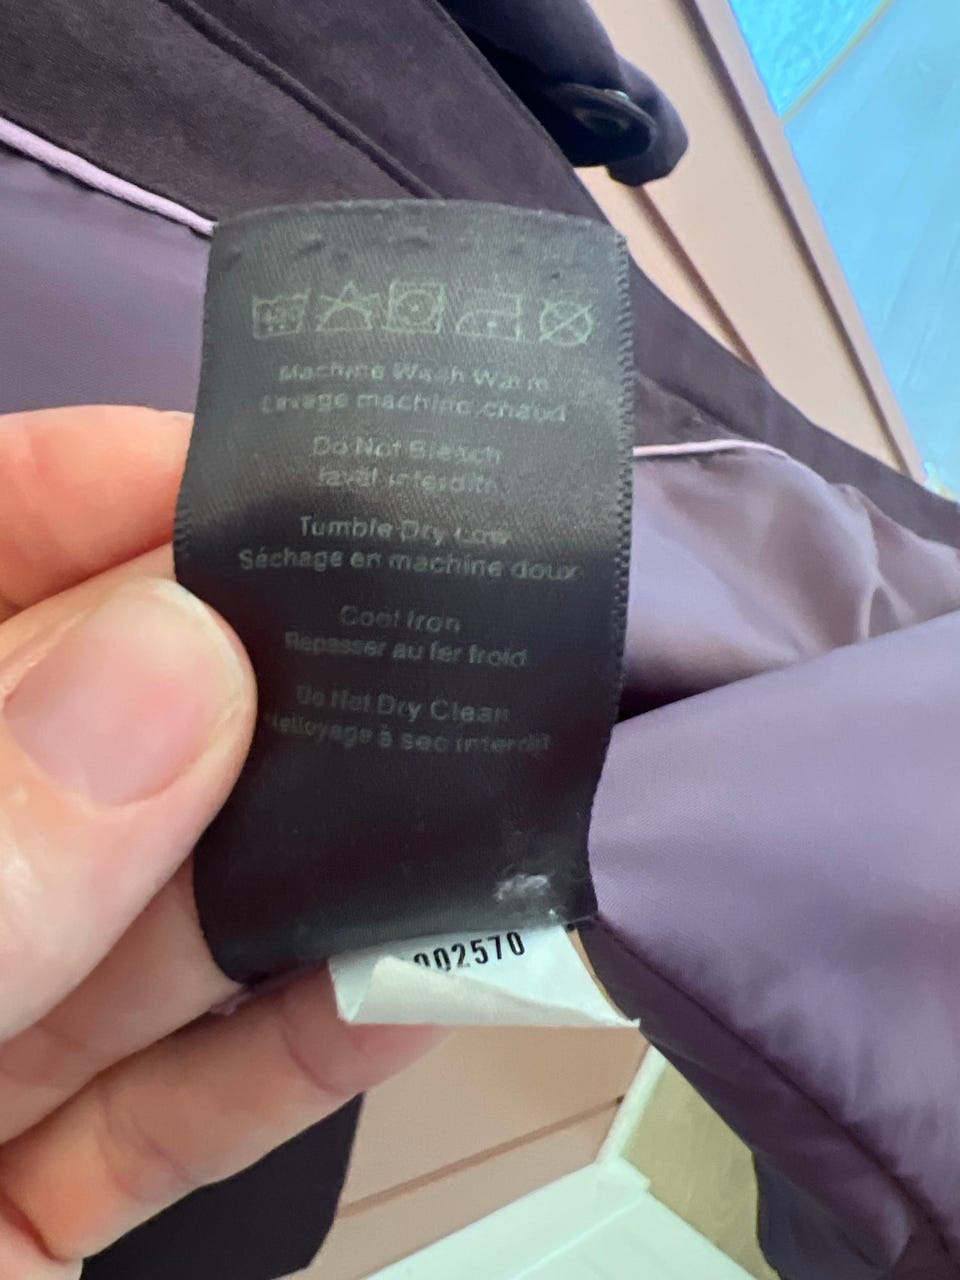 Machine Wash Warm
Lavage machine chaud
Do Not Bleach
Javel interdit
Tumble Dry Low
Séchage en machine doux
Cool Iron
Repasser au fer froid
Do Not Dry Clean
Nettoyage à sec interdit
002570